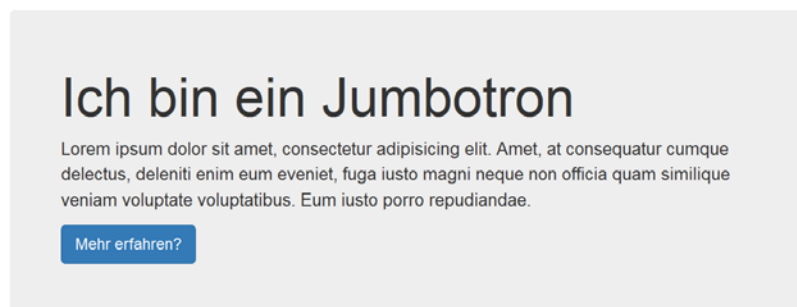 Ich bin ein Jumbotron
Lorem ipsum dolor sit amet, consectetur adipisicing elit. Amet, at consequatur cumque
delectus, deleniti enim eum eveniet, fuga iusto magni neque non officia quam similique
veniam voluptate voluptatibus. Eum iusto porro repudiandae.
Mehr erfahren?